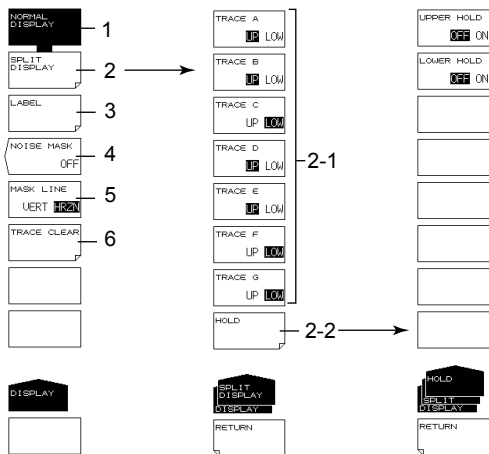 NORMAL
DISPLAY
1
SPLIT
DISPLAY
2
LABEL
3
NOISE MASK
OFF
4
MASK LINE
VERT HRZN
5
TRACE CLEAR
6
DISPLAY
TRACE A
UP LOW
TRACE B
UP LOW
TRACE C
UP LOW
TRACE D
UP LOW
TRACE E
UP LOW
TRACE F
UP LOW
TRACE G
UP LOW
2-1
HOLD
2-2
SPLIT
DISPLAY
DISPLAY
RETURN
UPPER HOLD
OFF ON
LOWER HOLD
OFF ON
HOLD
SPLIT
DISPLAY
RETURN